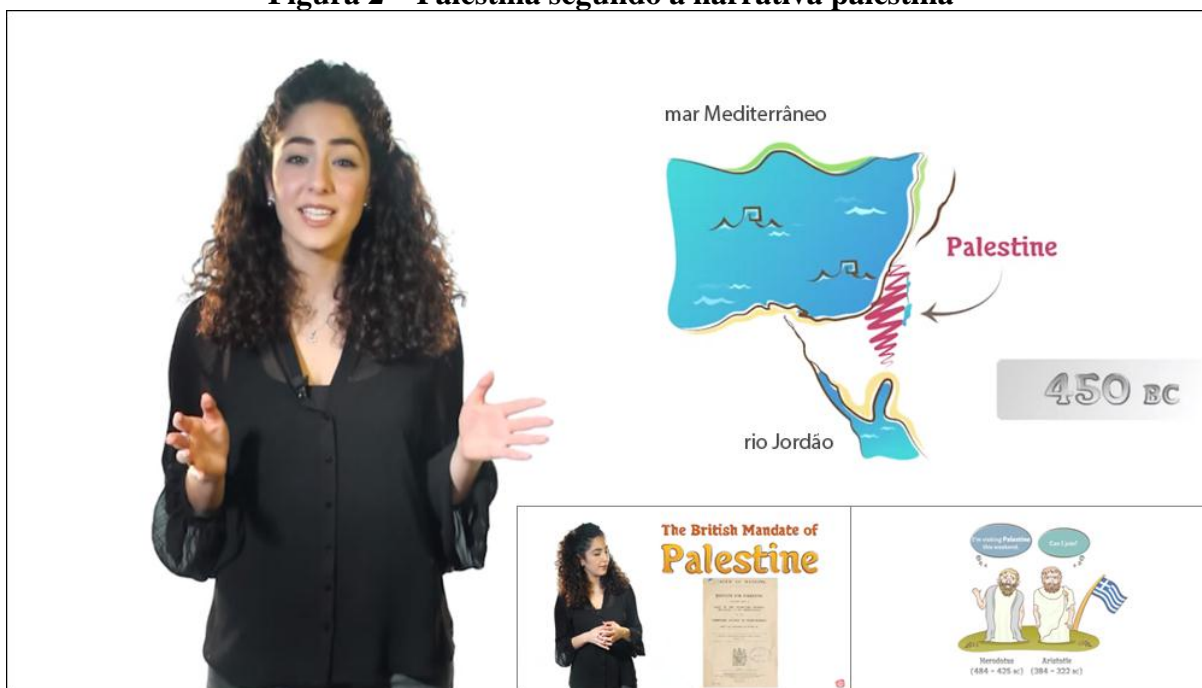 Figura 2 – Palestina segundo a narrativa palestina
mar Mediterrâneo
Palestine
450 BC
rio Jordão
The British Mandate of
Palestine
I'm visiting Palestine
this weekend.
Can I join?
Herodotus
(484 – 425 BC)
Aristotle
(384 – 322 BC)